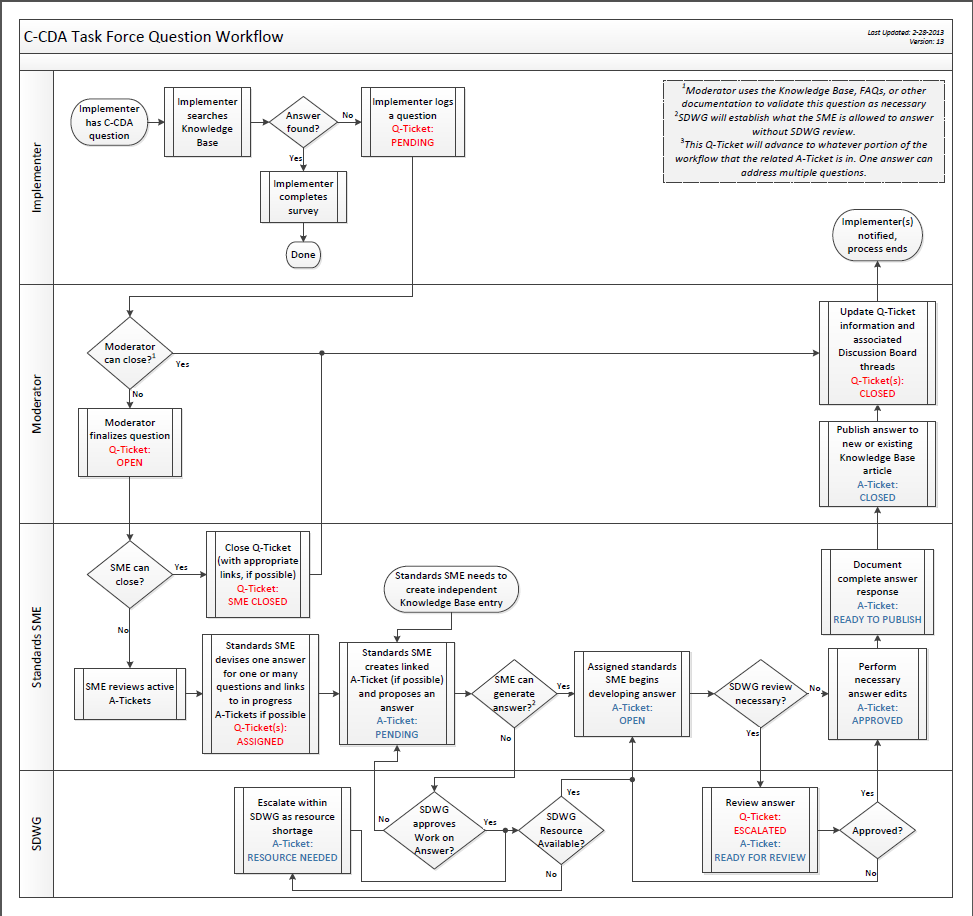 C-CDA Task Force Question Workflow
Last Updated: 2-28-2013
Version: 13
Implementer
Implementer
has C-CDA
question
Implementer
searches
Knowledge
Base
Answer
found?
No
Yes
Implementer logs
a question
Q-Ticket:
PENDING
Implementer
completes
survey
Done
1Moderator uses the Knowledge Base, FAQs, or other
documentation to validate this question as necessary
2SDWG will establish what the SME is allowed to answer
without SDWG review.
3This Q-Ticket will advance to whatever portion of the
workflow that the related A-Ticket is in. One answer can
address multiple questions.
Implementer(s)
notified,
process ends
Moderator
Moderator
can close?1
Yes
No
Moderator
finalizes question
Q-Ticket:
OPEN
Update Q-Ticket
information and
associated
Discussion Board
threads
Q-Ticket(s):
CLOSED
Publish answer to
new or existing
Knowledge Base
article
A-Ticket:
CLOSED
Standards SME
SME can
close?
Yes
No
Close Q-Ticket
(with appropriate
links, if possible)
Q-Ticket:
SME CLOSED
Standards SME needs to
create independent
Knowledge Base entry
Document
complete answer
response
A-Ticket:
READY TO PUBLISH
SME reviews active
A-Tickets
Standards SME
devises one answer
for one or many
questions and links
to in progress
A-Tickets if possible
Q-Ticket(s):
ASSIGNED
Standards SME
creates linked
A-Ticket (if possible)
and proposes an
answer
A-Ticket:
PENDING
SME can
generate
answer?2
Yes
No
Assigned standards
SME begins
developing answer
A-Ticket:
OPEN
SDWG review
necessary?
No
Yes
Perform
necessary
answer edits
A-Ticket:
APPROVED
SDWG
Escalate within
SDWG as resource
shortage
A-Ticket:
RESOURCE NEEDED
No
SDWG
approves
Work on
Answer?
Yes
Yes
SDWG
Resource
Available?
No
Review answer
Q-Ticket:
ESCALATED
A-Ticket:
READY FOR REVIEW
Yes
Approved?
No